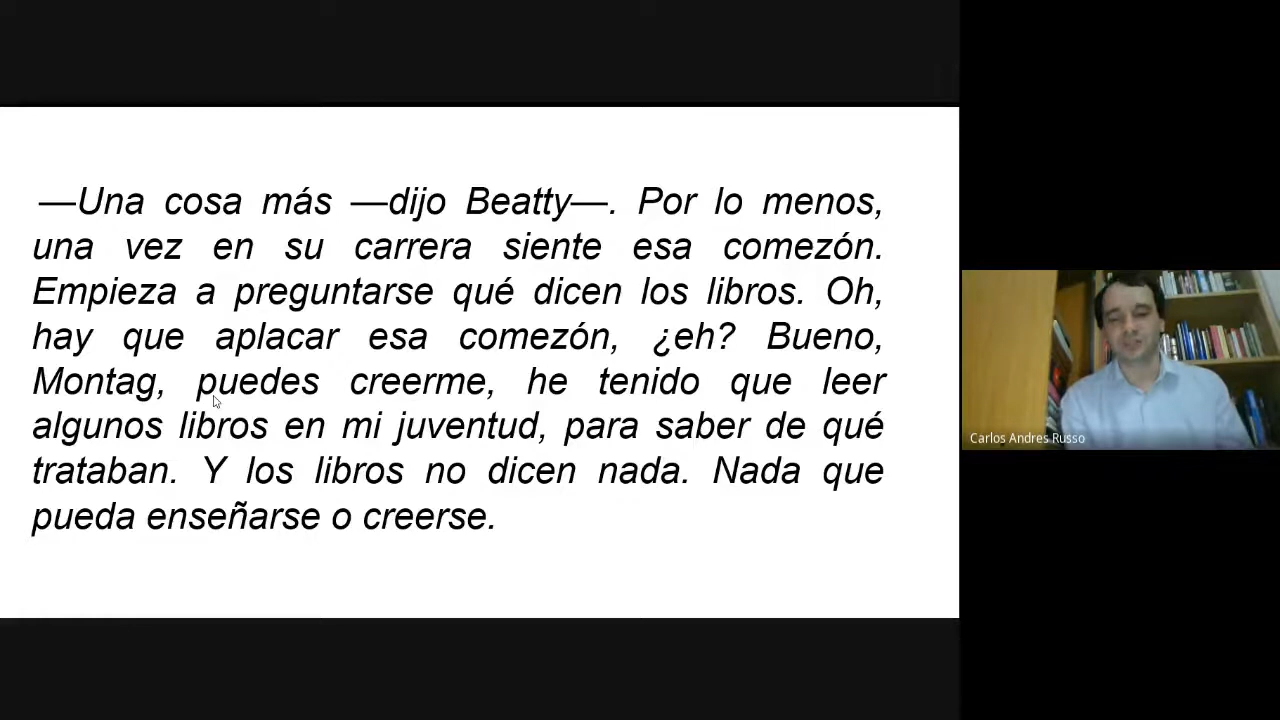 —Una cosa más —dijo Beatty—. Por lo menos,
una vez en su carrera siente esa comezón.
Empieza a preguntarse qué dicen los libros. Oh,
hay que aplacar esa comezón, ¿eh? Bueno,
Montag, puedes creerme, he tenido que leer
algunos libros en mi juventud, para saber de qué
trataban. Y los libros no dicen nada. Nada que
pueda enseñarse o creerse.
Carlos Andres Russo